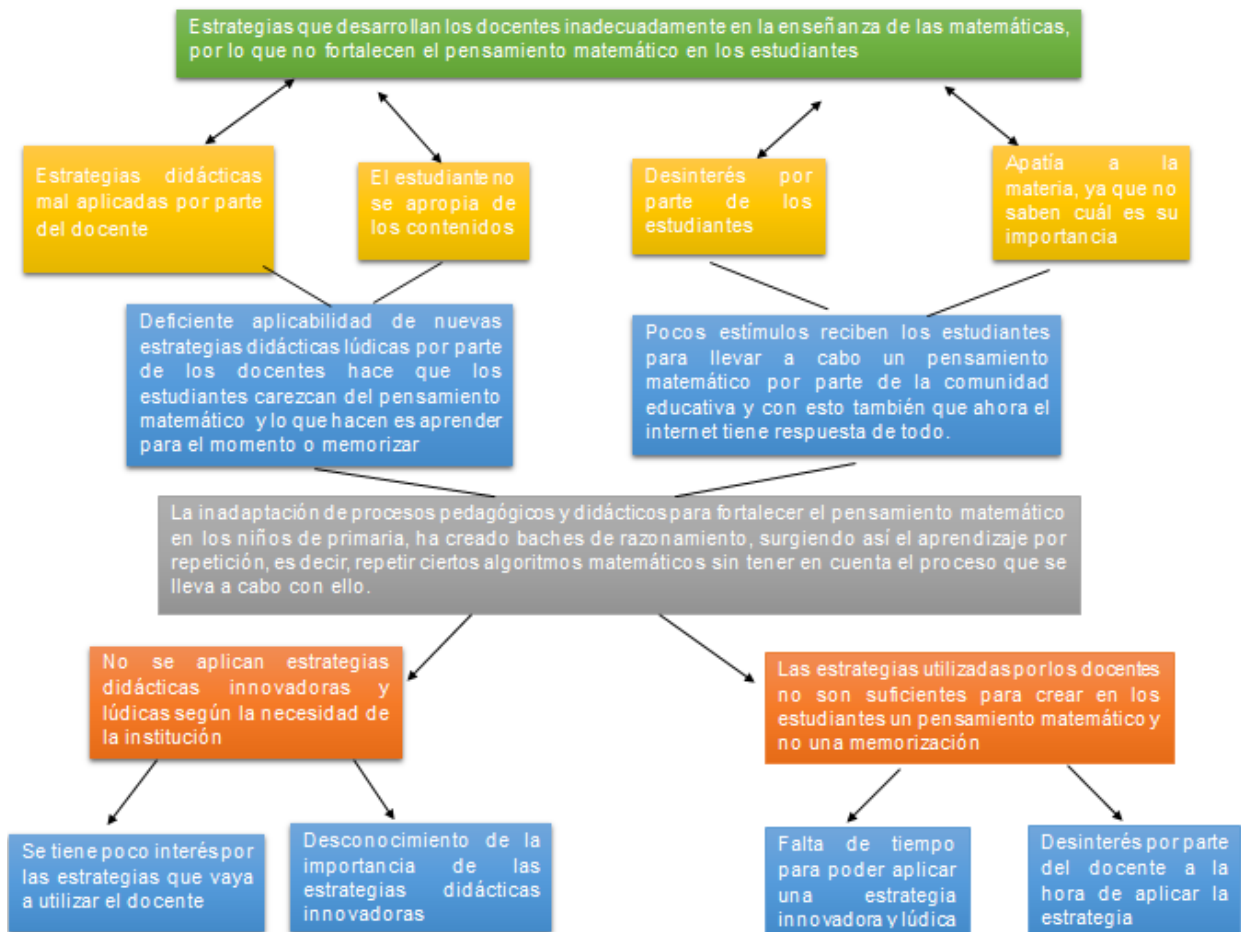 Estrategias que desarrollan los docentes inadecuadamente en la enseñanza de las matemáticas,
por lo que no fortalecen el pensamiento matemático en los estudiantes
Estrategias didácticas
mal aplicadas por parte
del docente
El estudiante no
se apropia de
los contenidos
Desinterés por
parte de los
estudiantes
Apatía a la
materia, ya que no
saben cuál es su
importancia
Deficiente aplicabilidad de nuevas
estrategias didácticas lúdicas por parte
de los docentes hace que los
estudiantes carezcan del pensamiento
matemático y lo que hacen es aprender
para el momento o memorizar
Pocos estímulos reciben los estudiantes
para llevar a cabo un pensamiento
matemático por parte de la comunidad
educativa y con esto también que ahora el
internet tiene respuesta de todo.
La inadaptación de procesos pedagógicos y didácticos para fortalecer el pensamiento matemático
en los niños de primaria, ha creado baches de razonamiento, surgiendo así el aprendizaje por
repetición, es decir, repetir ciertos algoritmos matemáticos sin tener en cuenta el proceso que se
lleva a cabo con ello.
No se aplican estrategias
didácticas innovadoras y
lúdicas según la necesidad de
la institución
Las estrategias utilizadas por los docentes
no son suficientes para crear en los
estudiantes un pensamiento matemático y
no una memorización
Se tiene poco interés por
las estrategias que vaya
a utilizar el docente
Desconocimiento de la
importancia de las
estrategias didácticas
innovadoras
Falta de tiempo
para poder aplicar
una estrategia
innovadora y lúdica
Desinterés por parte
del docente a la
hora de aplicar la
estrategia